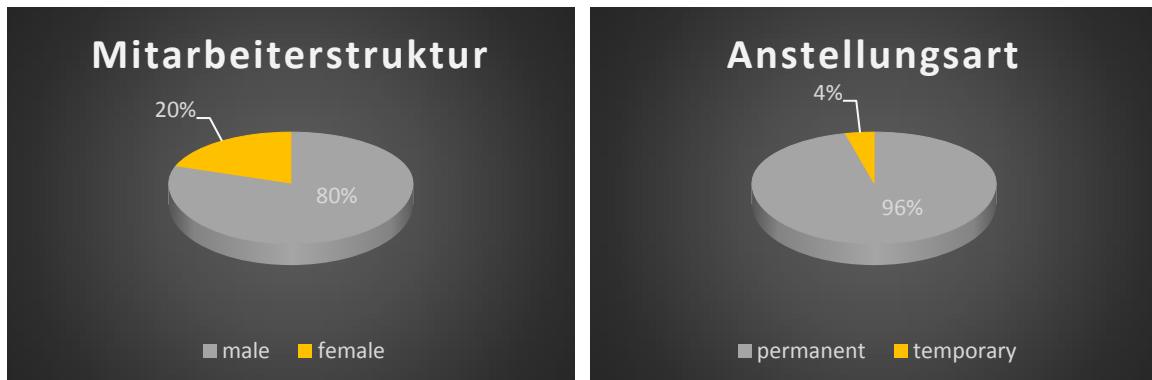 Mitarbeiterstruktur
20%
80%
male female
Anstellungsart
4%
96%
permanent temporary